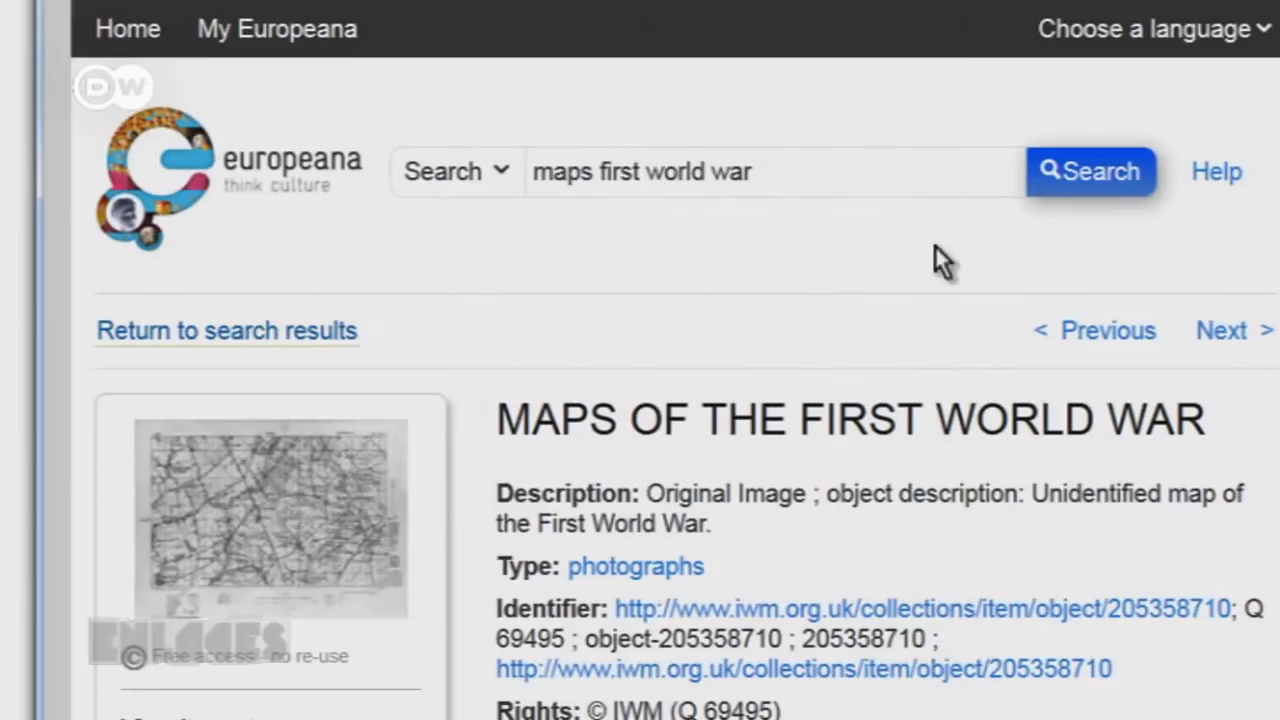 Home My Europeana Choose a language
DW
europeana
think culture
Search maps first world war Search Help
Return to search results < Previous Next >
MAPS OF THE FIRST WORLD WAR
Description: Original Image ; object description: Unidentified map of
the First World War.
Type: photographs
Identifier: http://www.iwm.org.uk/collections/item/object/205358710; Q
69495 ; object-205358710 ; 205358710 ;
http://www.iwm.org.uk/collections/item/object/205358710
ENLACES
© Free access - no re-use
Rights: © IWM (Q 69495)